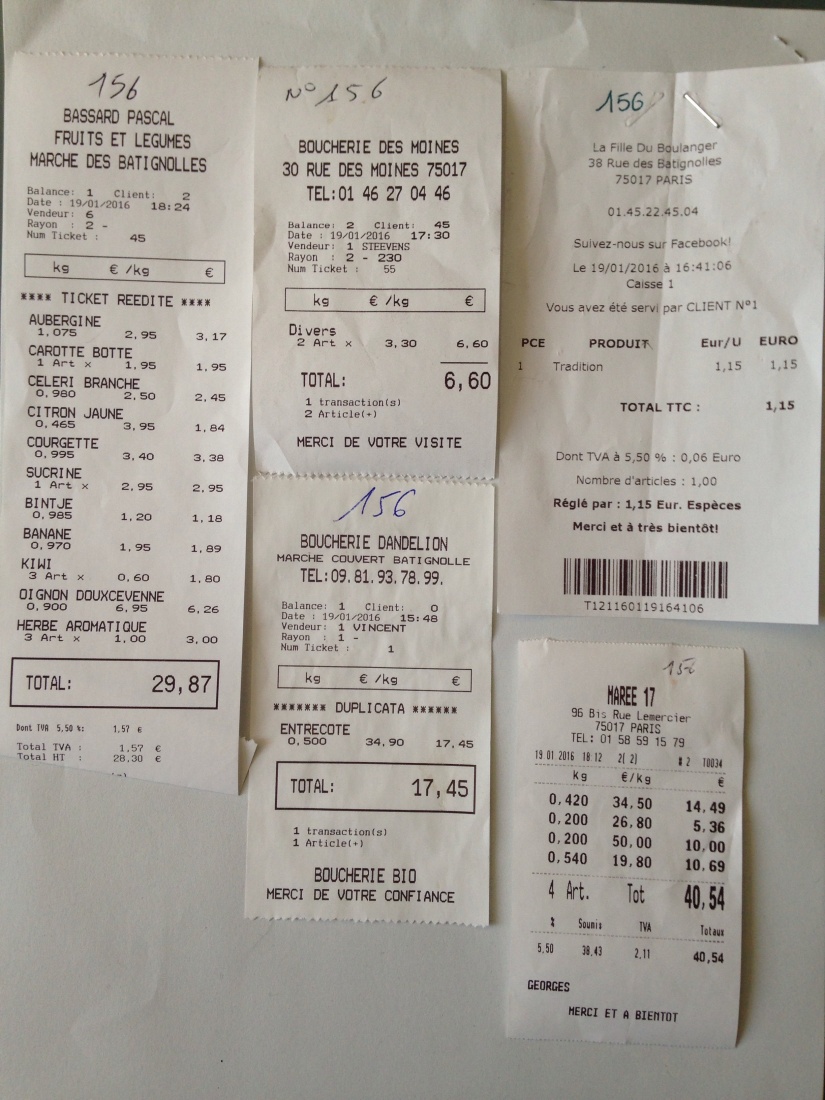 156
BASSARD PASCAL
FRUITS ET LEGUMES
MARCHE DES BATIGNOLLES
Balance: 1 Client: 2
Date : 19/01/2016 18:24
Vendeur: 6
Rayon : 2 -
Num Ticket : 45
kg € /kg €
**** TICKET REEDITE ****
AUBERGINE
1,075 2,95 3,17
CAROTTE BOTTE
1 Art × 1,95 1,95
CELERI BRANCHE
0,980 2,50 2,45
CITRON JAUNE
0,465 3,95 1,84
COURGETTE
0,995 3,40 3,38
SUCRINE
1 Art × 2,95 2,95
BINTJE
0,985 1,20 1,18
BANANE
0,970 1,95 1,89
KIWI
3 Art × 0,60 1,80
OIGNON DOUXCEVENNE
0,900 6,95 6,26
HERBE AROMATIQUE
3 Art × 1,00 3,00
TOTAL: 29,87
Dont TVA 5,50 %: 1,57 €
Total TVA : 1,57 €
Total HT : 28,30 €
N° 156
BOUCHERIE DES MOINES
30 RUE DES MOINES 75017
TEL:01 46 27 04 46
Balance: 2 Client: 45
Date : 19/01/2016 17:30
Vendeur: 1 STEEVENS
Rayon : 2 - 230
Num Ticket : 55
kg € /kg €
Divers
2 Art × 3,30 6,60
TOTAL: 6,60
1 transaction(s)
2 Article(+)
MERCI DE VOTRE VISITE
156
BOUCHERIE DANDELION
MARCHE COUVERT BATIGNOLLE
TEL:09.81.93.78.99.
Balance: 1 Client: 0
Date : 19/01/2016 15:48
Vendeur: 1 VINCENT
Rayon : 1 -
Num Ticket : 1
kg € /kg €
******* DUPLICATA ******
ENTRECOTE
0,500 34,90 17,45
TOTAL: 17,45
1 transaction(s)
1 Article(+)
BOUCHERIE BIO
MERCI DE VOTRE CONFIANCE
156
La Fille Du Boulanger
38 Rue des Batignolles
75017 PARIS
01.45.22.45.04
Suivez-nous sur Facebook!
Le 19/01/2016 à 16:41:06
Caisse 1
Vous avez été servi par CLIENT N°1
PCE PRODUIT Eur/U EURO
1 Tradition 1,15 1,15
TOTAL TTC : 1,15
Dont TVA à 5,50 % : 0,06 Euro
Nombre d'articles : 1,00
Réglé par : 1,15 Eur. Espèces
Merci et à très bientôt!
T121160119164106
MAREE 17
96 Bis Rue Lemercier
75017 PARIS
TEL: 01 58 59 15 79
19 01 2016 18 12 2( 2) # 2 T0034
kg €/kg €
0,420 34,50 14,49
0,200 26,80 5,36
0,200 50,00 10,00
0,540 19,80 10,69
4 Art. Tot 40,54
% Soumis TVA Totaux
5,50 38,43 2,11 40,54
GEORGES
MERCI ET A BIENTOT